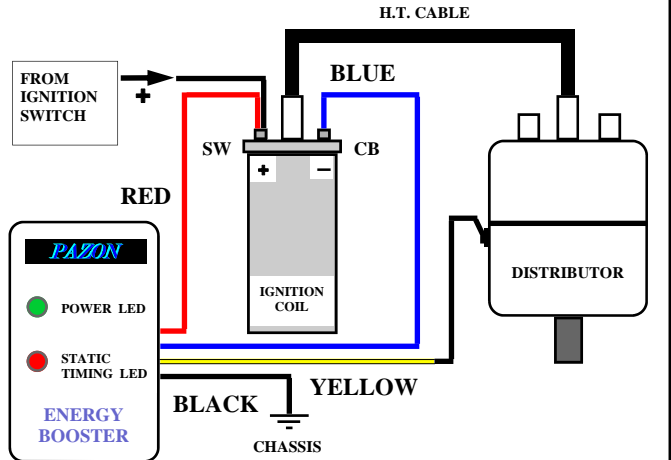 H.T. CABLE
FROM
IGNITION
SWITCH
+
BLUE
SW
CB
+
−
RED
PAZON
POWER LED
STATIC
TIMING LED
ENERGY
BOOSTER
IGNITION
COIL
DISTRIBUTOR
YELLOW
BLACK
CHASSIS